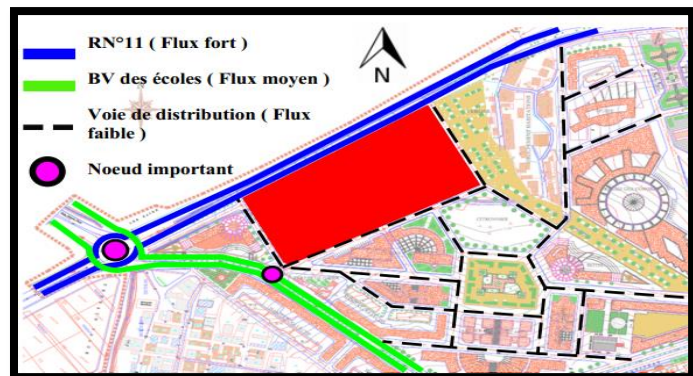 RN°11 ( Flux fort )
BV des écoles ( Flux moyen )
Voie de distribution ( Flux
faible )
Noeud important
N